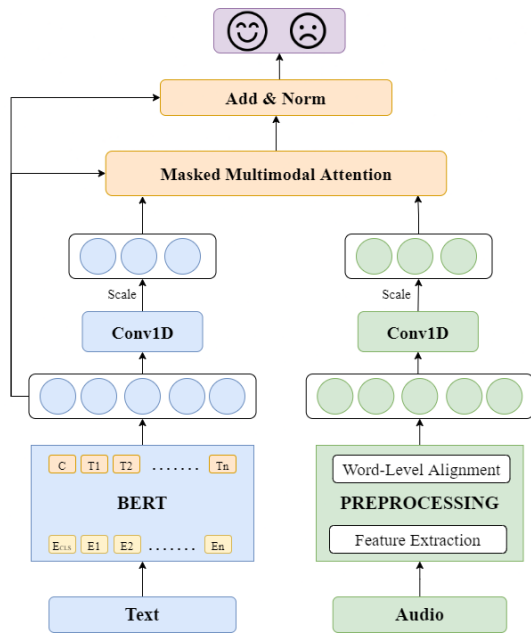 Add & Norm
Masked Multimodal Attention
Scale
Scale
Conv1D
Conv1D
C T1 T2 ....... Tn
BERT
ECLS E1 E2 ....... En
Word-Level Alignment
PREPROCESSING
Feature Extraction
Text
Audio